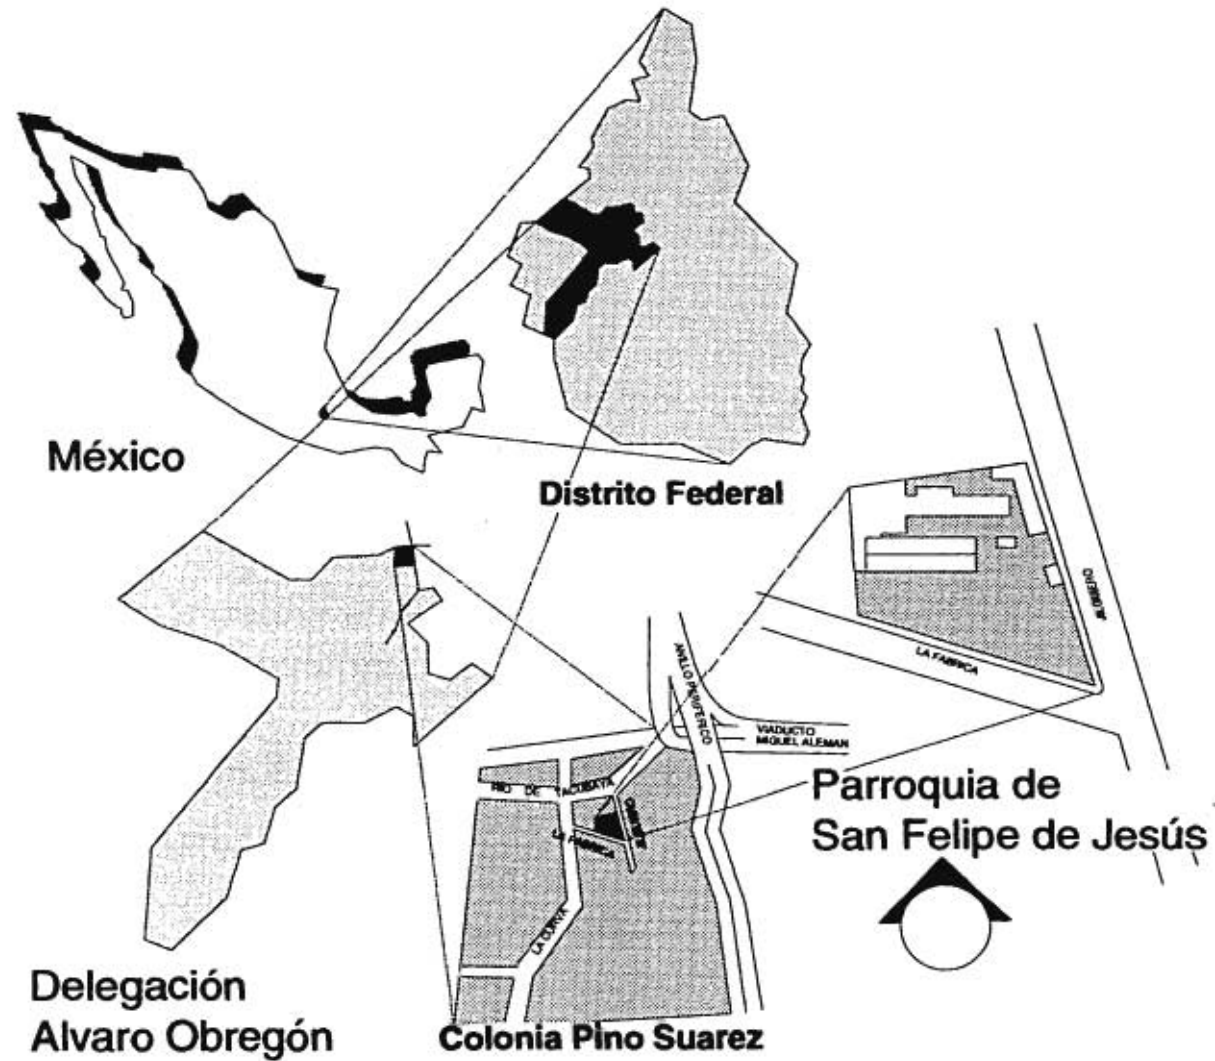 México
Distrito Federal
JILGUERO
LA FABRICA
ANILLO PERIFERICO
VIADUCTO
MIGUEL ALEMAN
RIO DE TACUBAYA
LA FABRICA
LA CURVA
Parroquia de
San Felipe de Jesús
Delegación
Alvaro Obregón
Colonia Pino Suarez